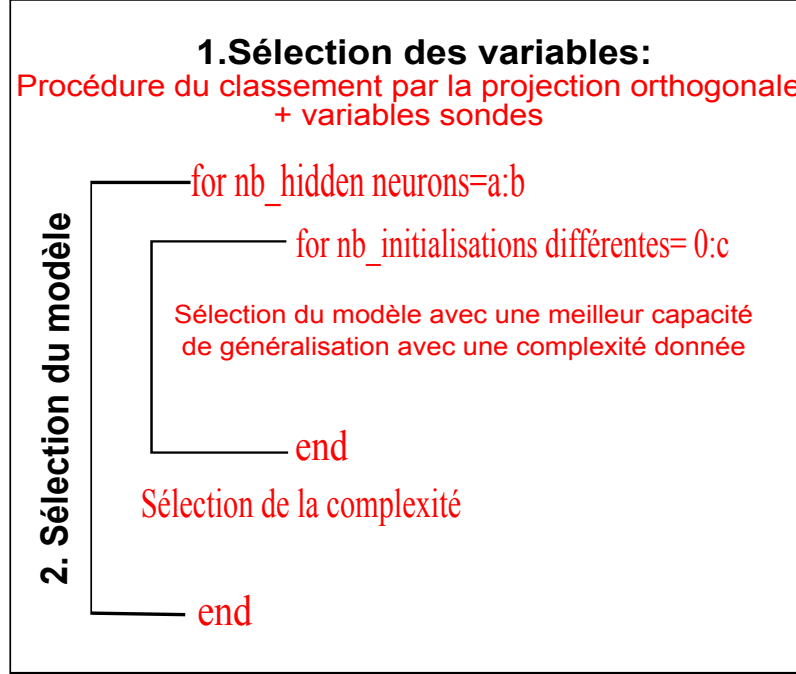 1.Sélection des variables:
Procédure du classement par la projection orthogonale
+ variables sondes
2. Sélection du modèle
for nb_hidden neurons=a:b
for nb_initialisations différentes= 0:c
Sélection du modèle avec une meilleur capacité
de généralisation avec une complexité donnée
end
Sélection de la complexité
end